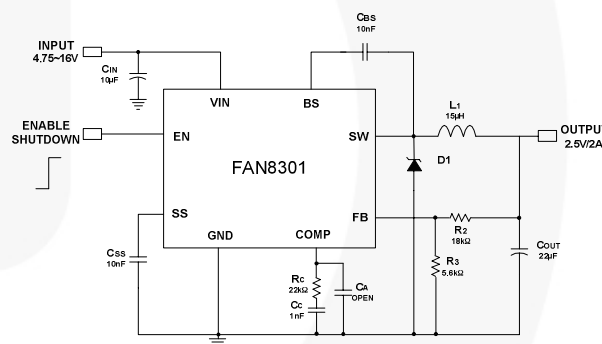 CBS
10nF
INPUT
4.75~16V
CIN
10µF
VIN
BS
L1
15µH
ENABLE
SHUTDOWN
EN
SW
OUTPUT
2.5V/2A
D1
FAN8301
SS
FB
R2
18kΩ
GND
COMP
CSS
10nF
RC
22kΩ
CA
OPEN
R3
5.6kΩ
COUT
22µF
CC
1nF